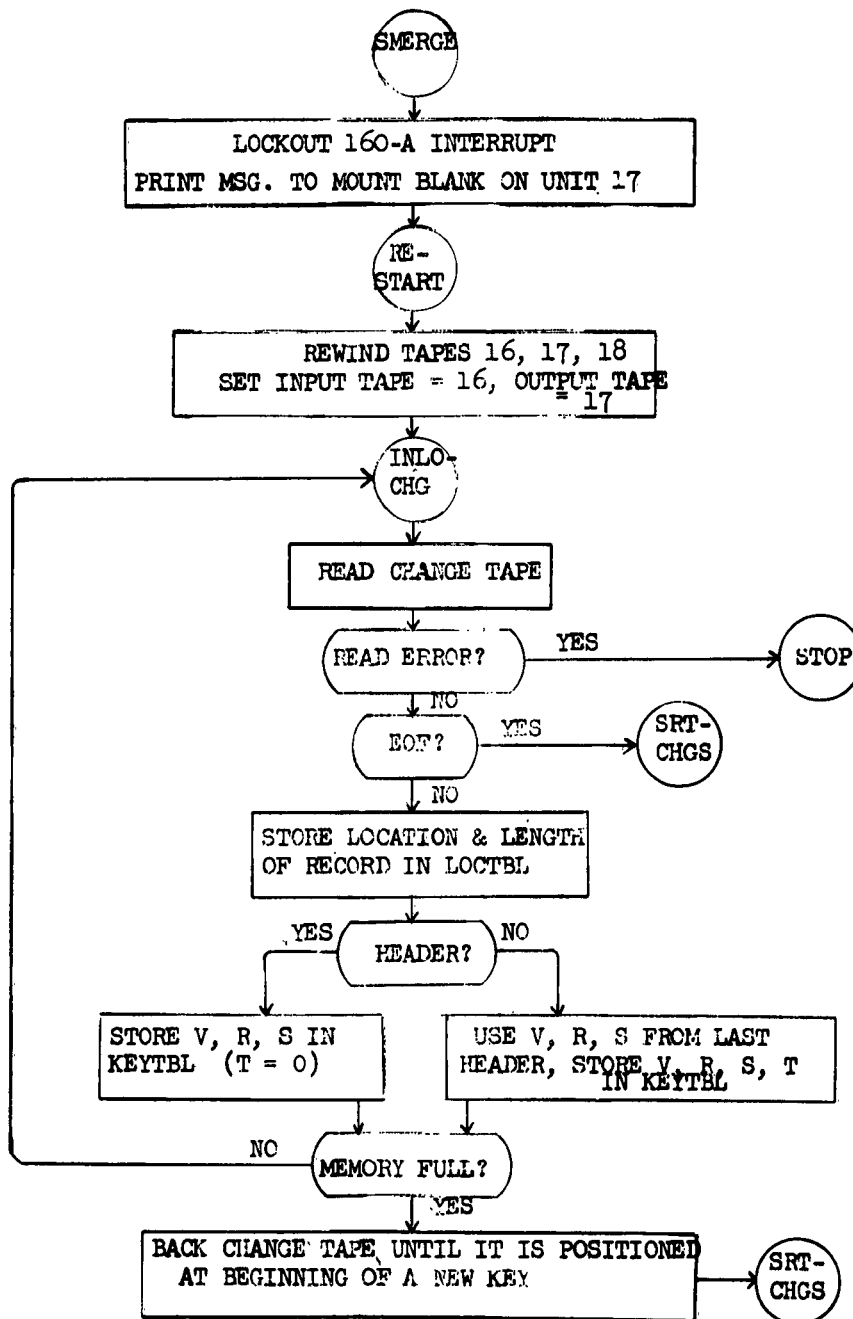 SMERGE
LOCKOUT 160-A INTERRUPT
PRINT MSG. TO MOUNT BLANK ON UNIT 17
RE-
START
REWIND TAPES 16, 17, 18
SET INPUT TAPE = 16, OUTPUT TAPE
= 17
INLO-
CHG
READ CHANGE TAPE
READ ERROR?
YES
STOP
NO
EOF?
YES
SRT-
CHGS
NO
STORE LOCATION & LENGTH
OF RECORD IN LOCTBL
YES
HEADER?
NO
STORE V, R, S IN
KEYTBL (T = 0)
USE V, R, S FROM LAST
HEADER, STORE V, R, S, T
IN KEYTBL
NO
MEMORY FULL?
YES
BACK CHANGE TAPE UNTIL IT IS POSITIONED
AT BEGINNING OF A NEW KEY
SRT-
CHGS